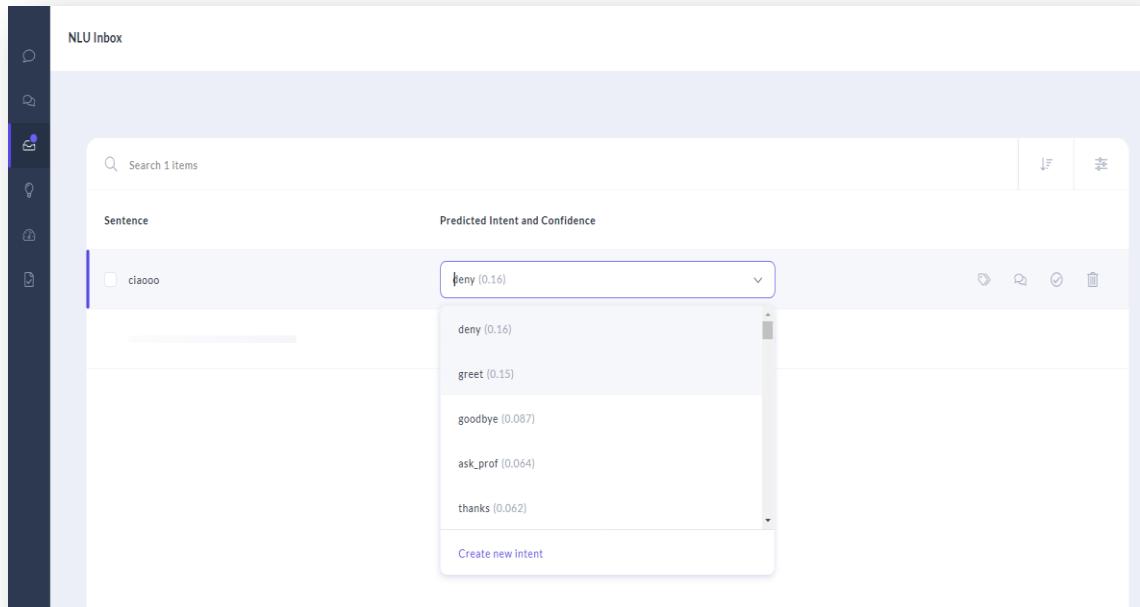 NLU Inbox
Search 1 items
Sentence Predicted Intent and Confidence
ciaooo deny (0.16)
deny (0.16)
greet (0.15)
goodbye (0.087)
ask_prof (0.064)
thanks (0.062)
Create new intent